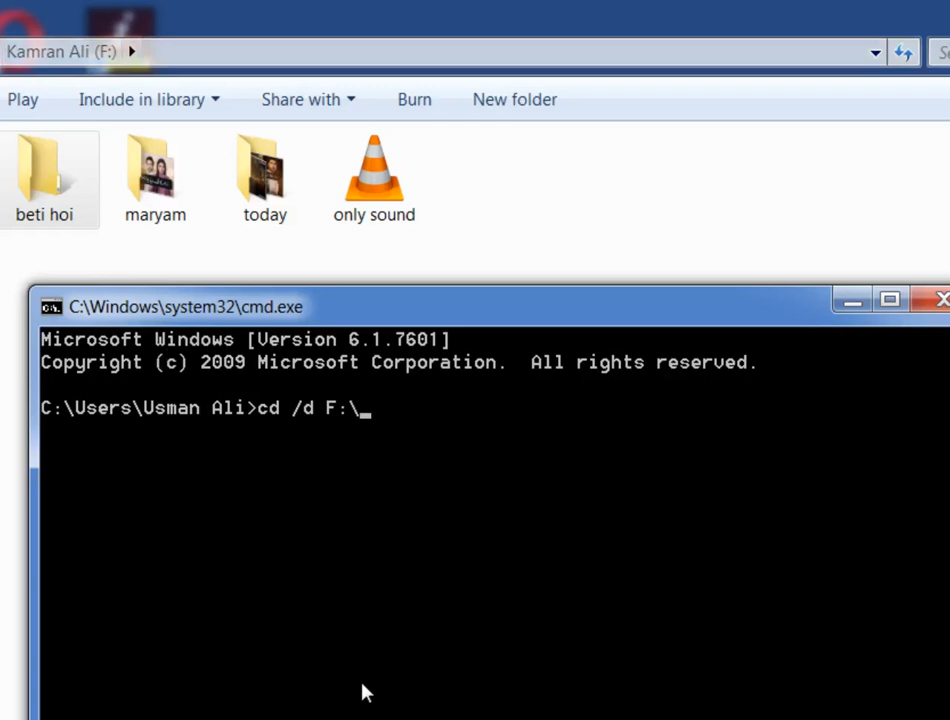 Kamran Ali (F:)
Play Include in library Share with Burn New folder
beti hoi maryam today only sound
C:\Windows\system32\cmd.exe
Microsoft Windows [Version 6.1.7601]
Copyright (c) 2009 Microsoft Corporation. All rights reserved.
C:\Users\Usman Ali>cd /d F:\_